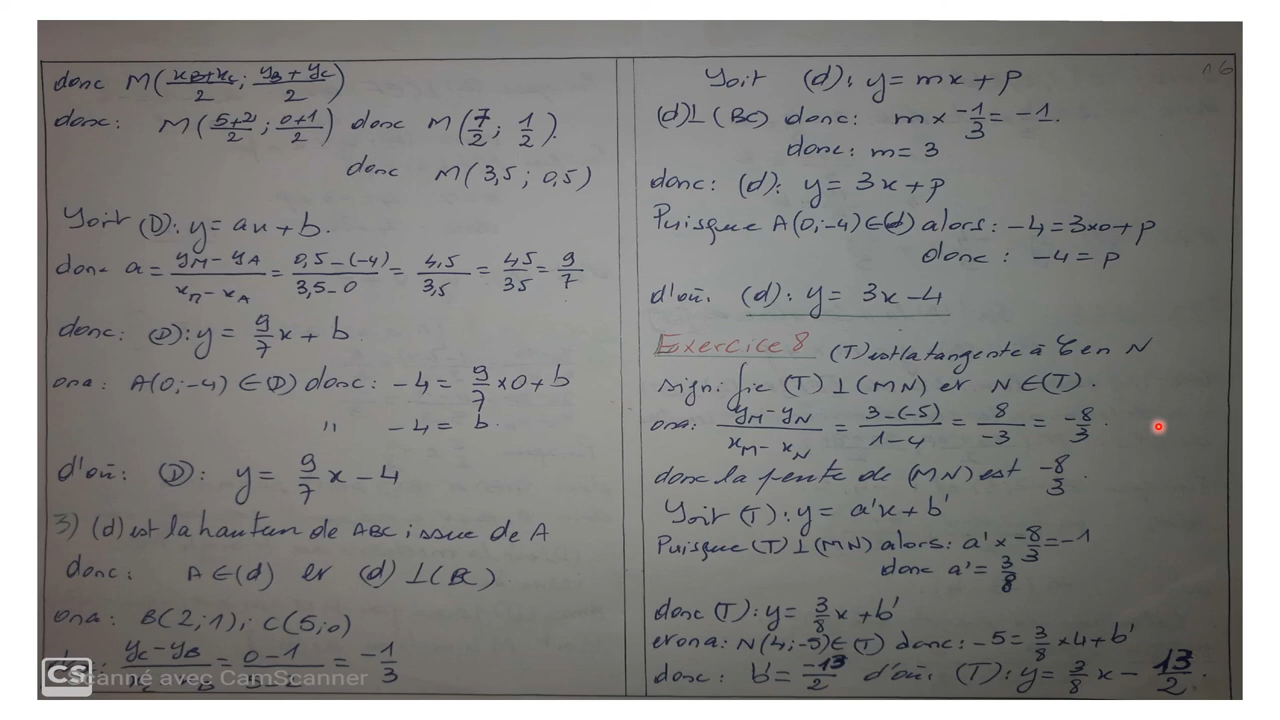 donc M(xB+xC/2 ; yB+yC/2)
donc: M(5+2/2 ; 0+1/2) donc M(7/2 ; 1/2).
donc M(3,5 ; 0,5)
Soit (D): y = ax + b.
donc a = yM - yA / xM - xA = 0,5-(-4) / 3,5-0 = 4,5/3,5 = 45/35 = 9/7
donc: (D): y = 9/7 x + b
ona: A(0;-4) ∈ (D) donc: -4 = 9/7 × 0 + b
" -4 = b.
d'où: (D): y = 9/7 x - 4
3) (d) est la hauteur de ABC issue de A
donc: A ∈ (d) et (d) ⊥ (BC)
ona: B(2;1); C(5;0)
yC - yB = 0-1 = -1/3
CS Scanné avec CamScanner
16
Soit (d): y = mx + p
(d) ⊥ (BC) donc: m × -1/3 = -1.
donc: m = 3
donc: (d): y = 3x + p
Puisque A(0;-4) ∈ (d) alors: -4 = 3×0 + p
donc: -4 = p
d'où. (d): y = 3x - 4
Exercice 8 (T) est la tangente à C en N
signifie (T) ⊥ (MN) et N ∈ (T).
ona: yM - yN / xM - xN = 3-(-5) / 1-4 = 8/-3 = -8/3.
donc la pente de (MN) est -8/3.
Soit (T): y = a'x + b'
Puisque (T) ⊥ (MN) alors: a' × -8/3 = -1
donc a' = 3/8
donc (T): y = 3/8 x + b'
et ona: N(4;-5) ∈ (T) donc: -5 = 3/8 × 4 + b'
donc: b' = -13/2 d'où: (T): y = 3/8 x - 13/2.